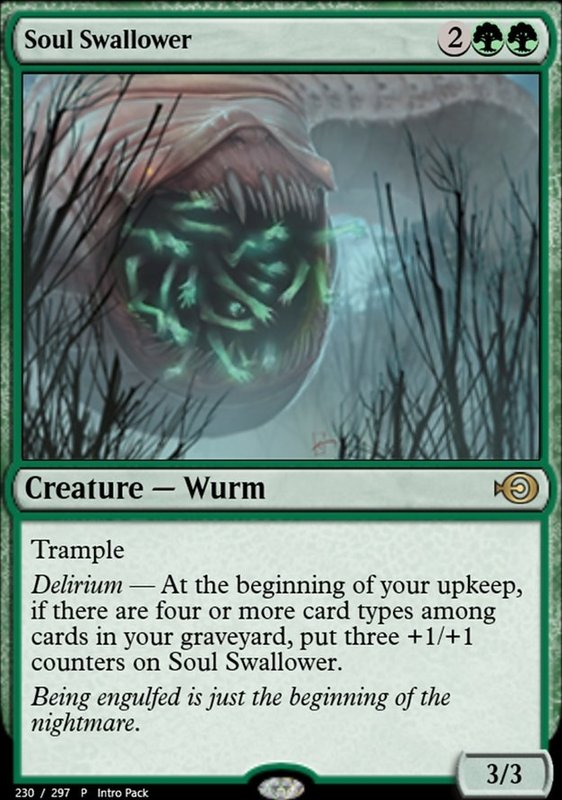 Soul Swallower 2
Creature — Wurm
Trample
Delirium — At the beginning of your upkeep,
if there are four or more card types among
cards in your graveyard, put three +1/+1
counters on Soul Swallower.
Being engulfed is just the beginning of the
nightmare.
3/3
230 / 297 P Intro Pack